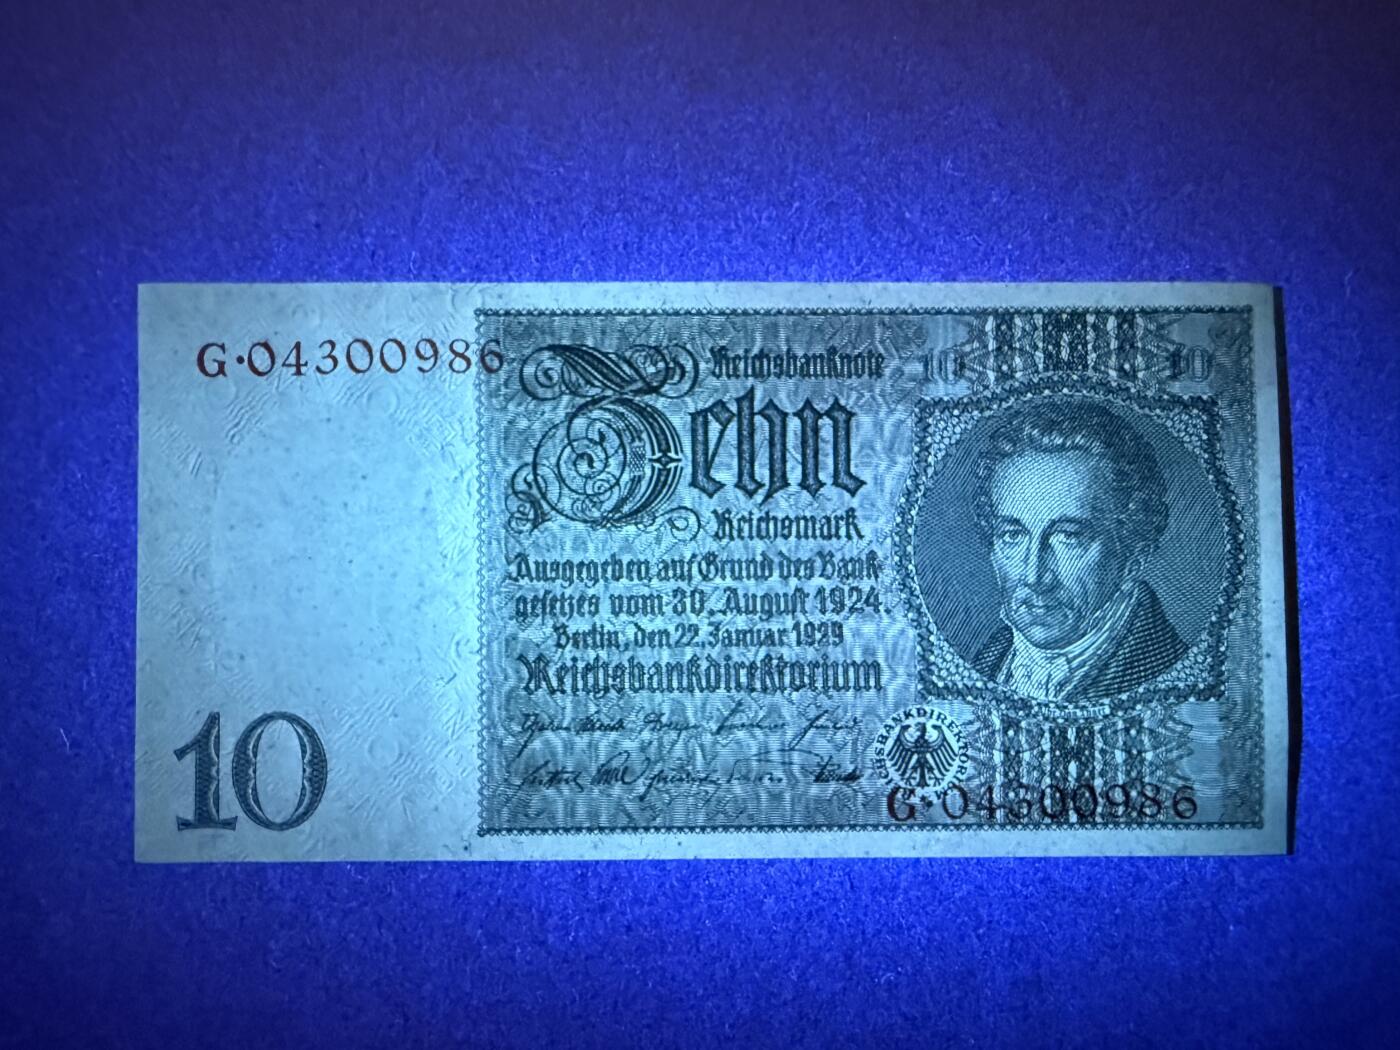 G·04300986
Reichsbanknote
10
10
Zehn
Reichsmark
Ausgegeben auf Grund des Bank-
gesetzes vom 30. August 1924.
Berlin, den 22. Januar 1929
Reichsbankdirektorium
REICHSBANKDIREKTORIUM
10
G·04300986